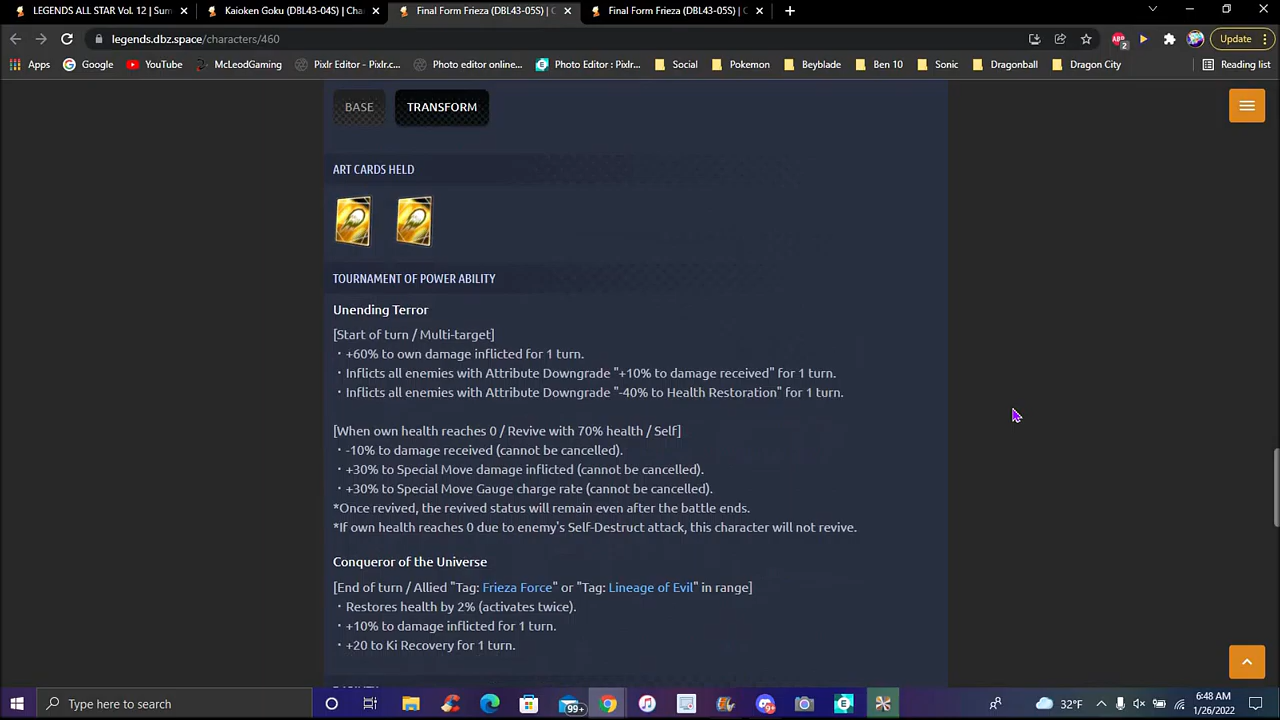 LEGENDS ALL STAR Vol. 12 | Sum
Kaioken Goku (DBL43-04S) | Cha
Final Form Frieza (DBL43-05S) | C
Final Form Frieza (DBL43-05S) | C
legends.dbz.space/characters/460
2
Update
Apps
Google
YouTube
McLeodGaming
Pixlr Editor - Pixlr.c...
Photo editor online...
Photo Editor : Pixlr...
Social
Pokemon
Beyblade
Ben 10
Sonic
Dragonball
Dragon City
Reading list
BASE
TRANSFORM
ART CARDS HELD
TOURNAMENT OF POWER ABILITY
Unending Terror
[Start of turn / Multi-target]
・+60% to own damage inflicted for 1 turn.
・Inflicts all enemies with Attribute Downgrade "+10% to damage received" for 1 turn.
・Inflicts all enemies with Attribute Downgrade "-40% to Health Restoration" for 1 turn.
[When own health reaches 0 / Revive with 70% health / Self]
・-10% to damage received (cannot be cancelled).
・+30% to Special Move damage inflicted (cannot be cancelled).
・+30% to Special Move Gauge charge rate (cannot be cancelled).
*Once revived, the revived status will remain even after the battle ends.
*If own health reaches 0 due to enemy's Self-Destruct attack, this character will not revive.
Conqueror of the Universe
[End of turn / Allied "Tag: Frieza Force" or "Tag: Lineage of Evil" in range]
・Restores health by 2% (activates twice).
・+10% to damage inflicted for 1 turn.
・+20 to Ki Recovery for 1 turn.
Type here to search
99+
32°F
6:48 AM
1/26/2022